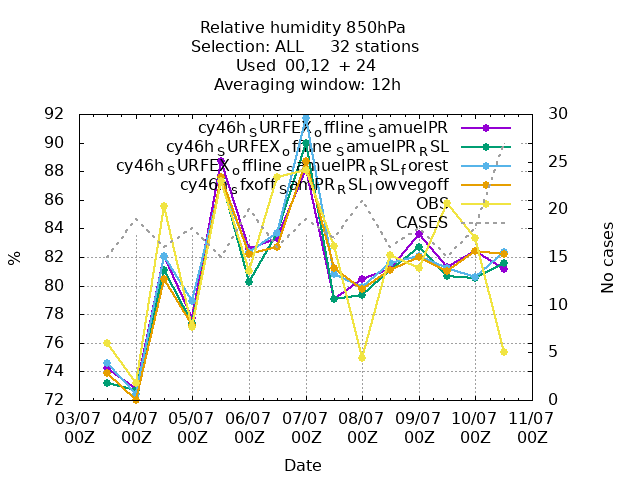 Relative humidity 850hPa
Selection: ALL 32 stations
Used 00,12 + 24
Averaging window: 12h
cy46h_SURFEX_offline_samuelPR
cy46h_SURFEX_offline_samuelPR_RSL
cy46h_SURFEX_offline_samuelPR_RSL_forest
OBS
CASES
%
92
90
88
86
84
82
80
78
76
74
72
No cases
30
25
20
15
10
5
0
03/07 04/07 05/07 06/07 07/07 08/07 09/07 10/07 11/07
00Z 00Z 00Z 00Z 00Z 00Z 00Z 00Z 00Z
Date